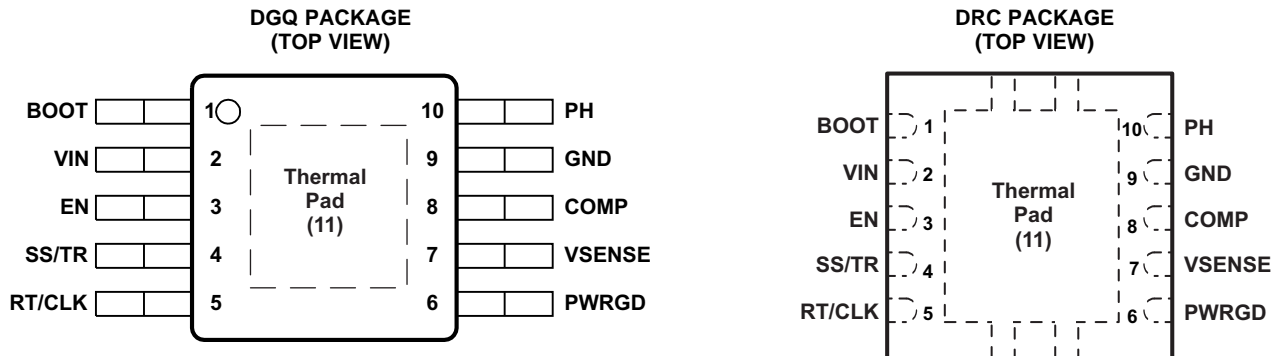 DGQ PACKAGE
(TOP VIEW)
BOOT 1 10 PH
VIN 2 9 GND
EN 3 8 COMP
SS/TR 4 7 VSENSE
RT/CLK 5 6 PWRGD
Thermal
Pad
(11)
DRC PACKAGE
(TOP VIEW)
BOOT 1 10 PH
VIN 2 9 GND
EN 3 8 COMP
SS/TR 4 7 VSENSE
RT/CLK 5 6 PWRGD
Thermal
Pad
(11)